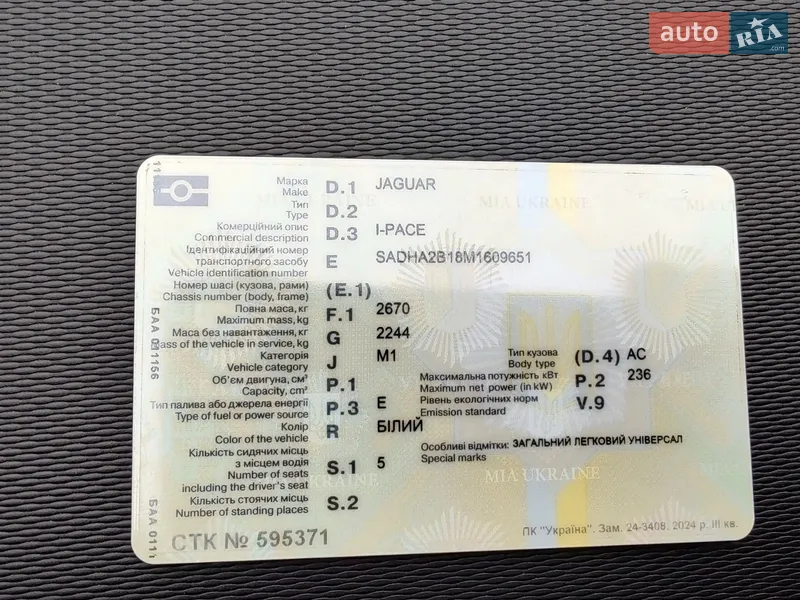 auto RIA .com
Марка
Make D.1 JAGUAR
Тип
Type D.2
Комерційний опис
Commercial description D.3 I-PACE
Ідентифікаційний номер
транспортного засобу
Vehicle identification number E SADHA2B18M1609651
Номер шасі (кузова, рами)
Chassis number (body, frame) (E.1)
Повна маса, кг
Maximum mass, kg F.1 2670
Маса без навантаження, кг
Mass of the vehicle in service, kg G 2244
Категорія
Vehicle category J M1
Тип кузова
Body type (D.4) AC
Об'єм двигуна, см³
Capacity, cm³ P.1
Максимальна потужність кВт
Maximum net power (in kW) P.2 236
Тип палива або джерела енергії
Type of fuel or power source P.3 E
Рівень екологічних норм
Emission standard V.9
Колір
Color of the vehicle R БІЛИЙ
Особливі відмітки: ЗАГАЛЬНИЙ ЛЕГКОВИЙ УНІВЕРСАЛ
Special marks
Кількість сидячих місць
з місцем водія
Number of seats
including the driver's seat S.1 5
Кількість стоячих місць
Number of standing places S.2
MIA UKRAINE
MIA UKRAINE
СТК № 595371
ПК "Україна". Зам. 24-3408. 2024 р. III кв.